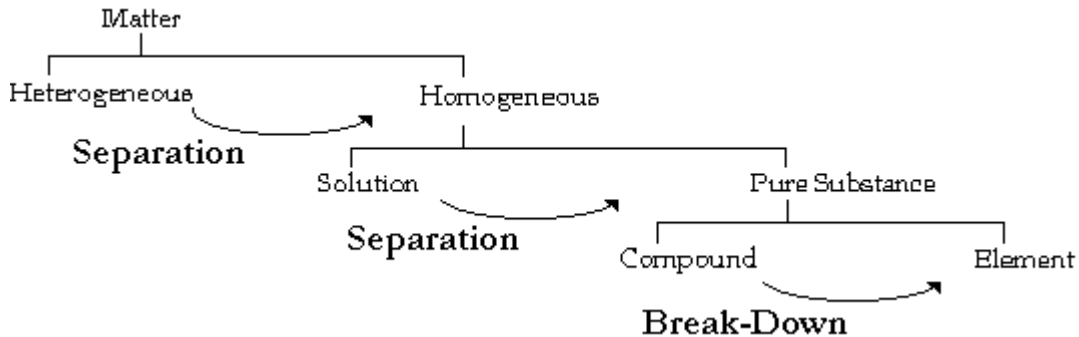 Matter
Heterogeneous
Homogeneous
Separation
Solution
Pure Substance
Separation
Compound
Element
Break-Down